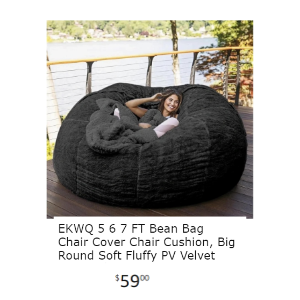 EKWQ 5 6 7 FT Bean Bag
Chair Cover Chair Cushion, Big
Round Soft Fluffy PV Velvet
$59⁰⁰